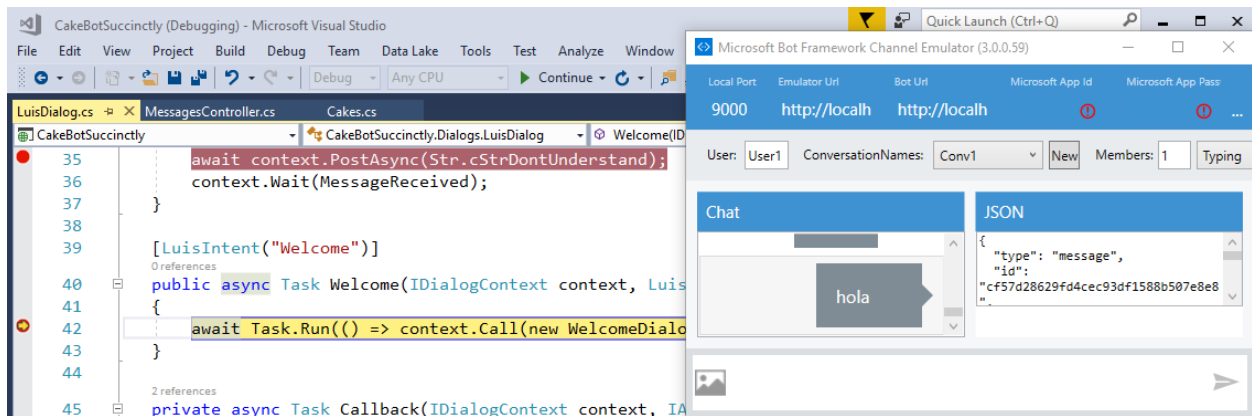 CakeBotSuccinctly (Debugging) - Microsoft Visual Studio
Quick Launch (Ctrl+Q)
File Edit View Project Build Debug Team Data Lake Tools Test Analyze Window
Debug Any CPU Continue
LuisDialog.cs MessagesController.cs Cakes.cs
CakeBotSuccinctly CakeBotSuccinctly.Dialogs.LuisDialog Welcome(ID
35 await context.PostAsync(Str.cStrDontUnderstand);
36 context.Wait(MessageReceived);
37 }
38
39 [LuisIntent("Welcome")]
0 references
40 public async Task Welcome(IDialogContext context, Luis
41 {
42 await Task.Run(() => context.Call(new WelcomeDialo
43 }
44
2 references
45 private async Task Callback(IDialogContext context, IA
Microsoft Bot Framework Channel Emulator (3.0.0.59)
Local Port Emulator Url Bot Url Microsoft App Id Microsoft App Pass
9000 http://localh http://localh ...
User: User1 ConversationNames: Conv1 New Members: 1 Typing
Chat
hola
JSON
{
"type": "message",
"id":
"cf57d28629fd4cec93df1588b507e8e8
",